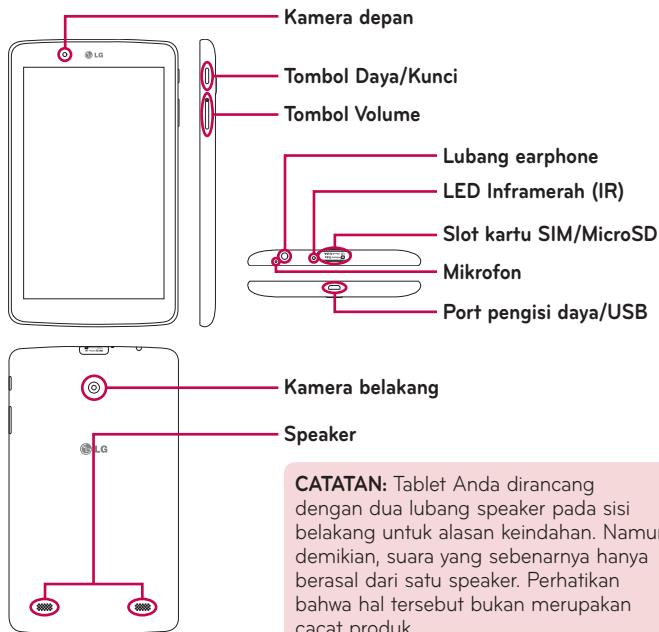 Kamera depan
LG
Tombol Daya/Kunci
Tombol Volume
Lubang earphone
LED Inframerah (IR)
Slot kartu SIM/MicroSD
Mikrofon
Port pengisi daya/USB
Kamera belakang
Speaker
LG
CATATAN: Tablet Anda dirancang
dengan dua lubang speaker pada sisi
belakang untuk alasan keindahan. Namun
demikian, suara yang sebenarnya hanya
berasal dari satu speaker. Perhatikan
bahwa hal tersebut bukan merupakan
cacat produk